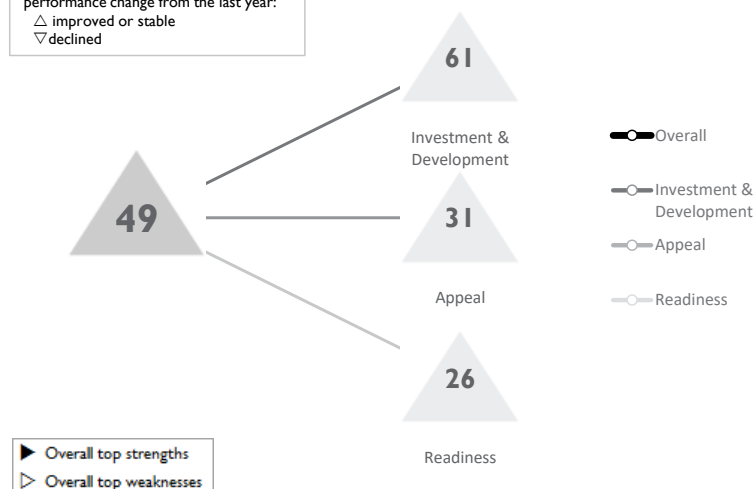 performance change from the last year:
△ improved or stable
▽ declined
61
Investment &
Development
49
31
Appeal
26
Readiness
Overall
Investment &
Development
Appeal
Readiness
▶ Overall top strengths
▷ Overall top weaknesses